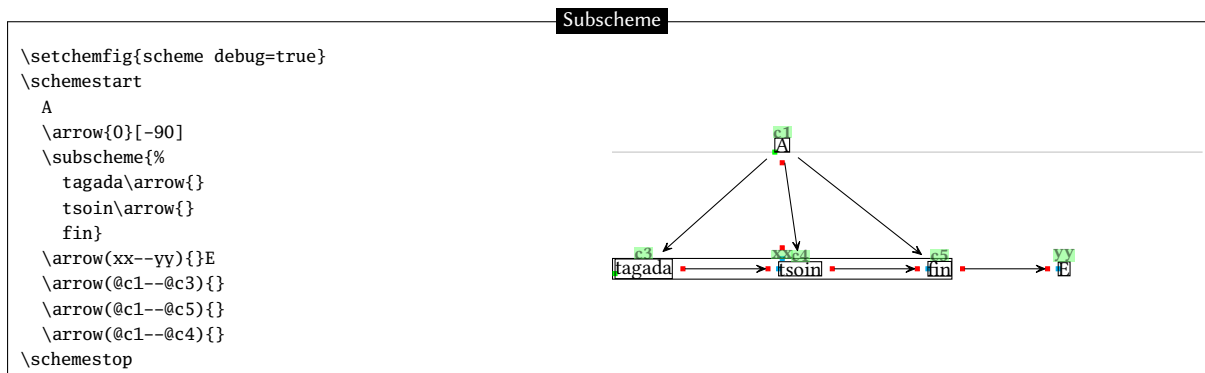 Subscheme
\setchemfig{scheme debug=true}
\schemestart
A
\arrow{0}[-90]
\subscheme{%
tagada\arrow{}
tsoin\arrow{}
fin}
\arrow(xx--yy){}E
\arrow(@c1--@c3){}
\arrow(@c1--@c5){}
\arrow(@c1--@c4){}
\schemestop
c1
A
c3 xx c4 c5 yy
tagada tsoin fin E